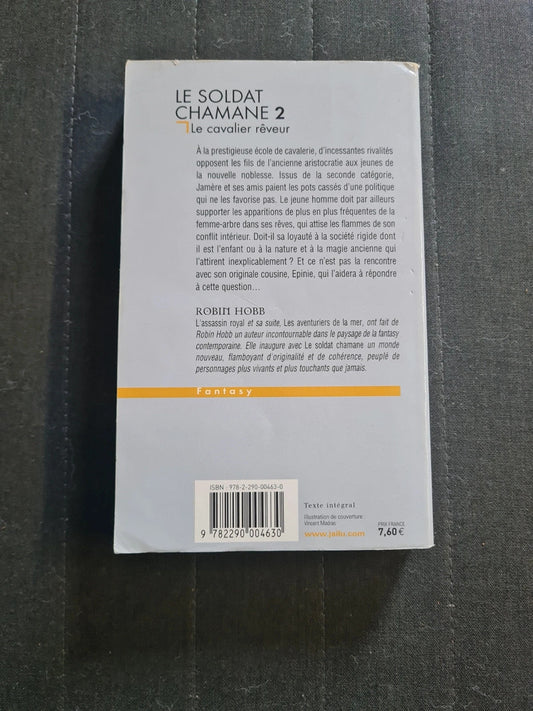 LE SOLDAT
CHAMANE 2
Le cavalier rêveur
À la prestigieuse école de cavalerie, d'incessantes rivalités
opposent les fils de l'ancienne aristocratie aux jeunes de
la nouvelle noblesse. Issus de la seconde catégorie,
Jamère et ses amis paient les pots cassés d'une politique
qui ne les favorise pas. Le jeune homme doit par ailleurs
supporter les apparitions de plus en plus fréquentes de la
femme-arbre dans ses rêves, qui attise les flammes de son
conflit intérieur. Doit-il sa loyauté à la société rigide dont
il est l'enfant ou à la nature et à la magie ancienne qui
l'attirent inexplicablement ? Et ce n'est pas la rencontre
avec son originale cousine, Epinie, qui l'aidera à répondre
à cette question...
ROBIN HOBB
L'assassin royal et sa suite, Les aventuriers de la mer, ont fait de
Robin Hobb un auteur incontournable dans le paysage de la fantasy
contemporaine. Elle inaugure avec Le soldat chamane un monde
nouveau, flamboyant d'originalité et de cohérence, peuplé de
personnages plus vivants et plus touchants que jamais.
Fantasy
ISBN : 978-2-290-00463-0
9 782290 004630
Texte intégral
Illustration de couverture :
Vincent Madras
www.jailu.com
PRIX FRANCE
7,60 €